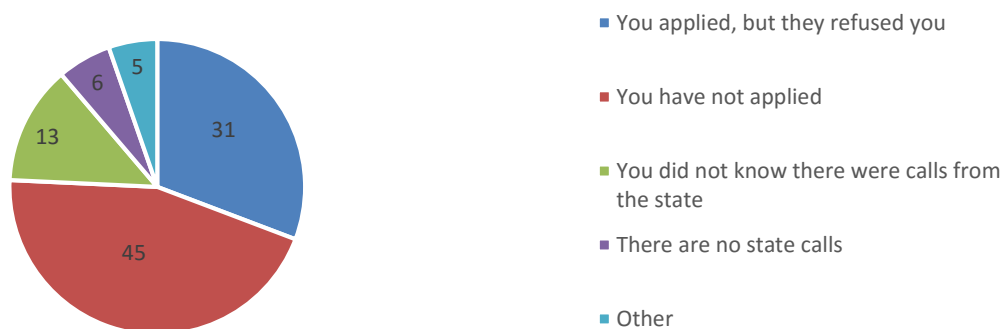 5
6
31
13
45
You applied, but they refused you
You have not applied
You did not know there were calls from
the state
There are no state calls
Other